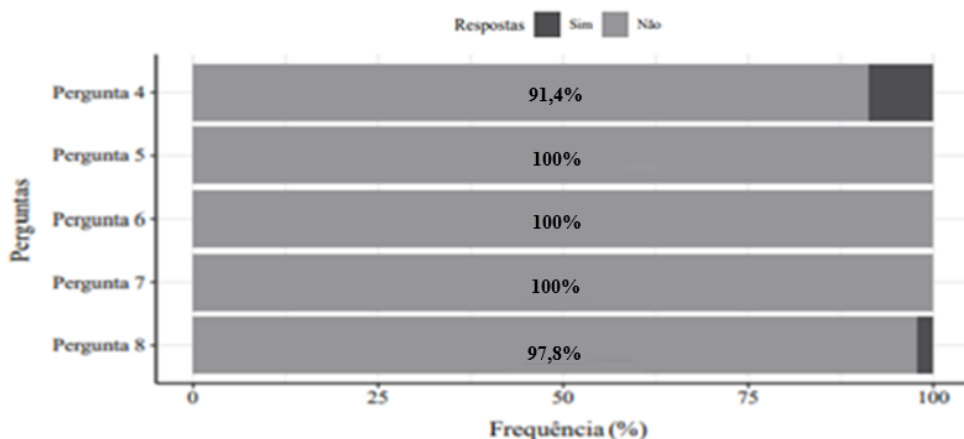 Respostas Sim Não
Perguntas
Pergunta 4
91,4%
Pergunta 5
100%
Pergunta 6
100%
Pergunta 7
100%
Pergunta 8
97,8%
0 25 50 75 100
Frequência (%)